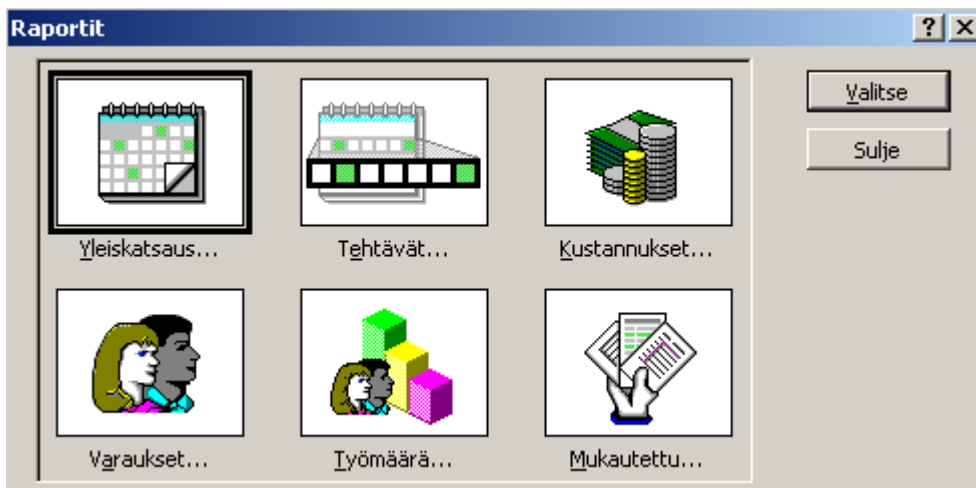 Raportit
Valitse
Sulje
Yleiskatsaus...
Tehtävät...
Kustannukset...
Varaukset...
Työmäärä...
Mukautettu...